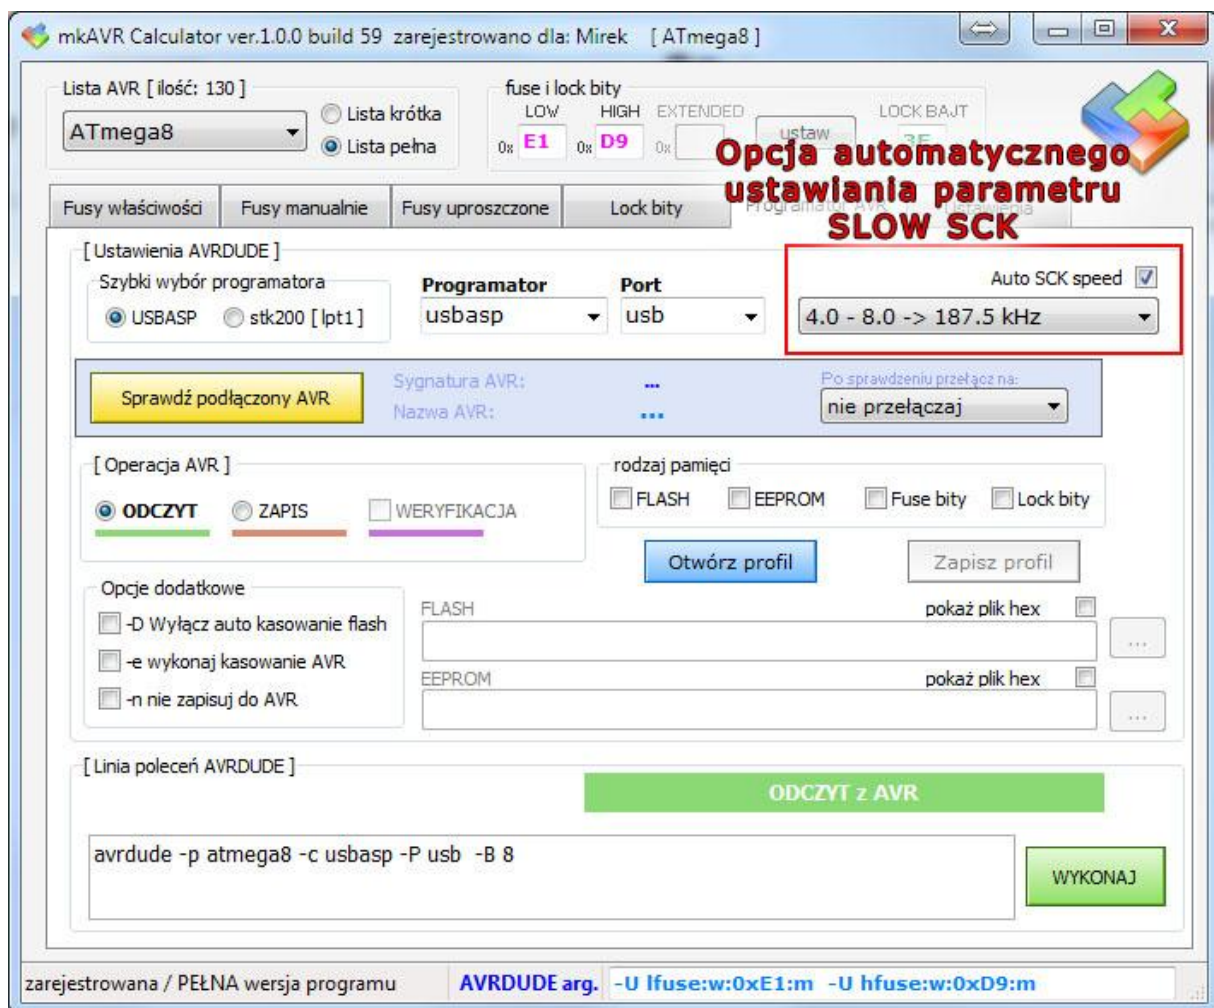 mkAVR Calculator ver.1.0.0 build 59 zarejestrowano dla: Mirek [ ATmega8 ]
Lista AVR [ ilość: 130 ]
ATmega8
Lista krótka
Lista pełna
fuse i lock bity
LOW HIGH EXTENDED LOCK BAJT
0x E1 0x D9 0x ustaw 3F
Opcja automatycznego
ustawiania parametru
SLOW SCK
Fusy właściwości Fusy manualnie Fusy uproszczone Lock bity Programator AVR Ustawienia
[ Ustawienia AVRDUDE ]
Szybki wybór programatora
USBASP stk200 [ lpt1 ]
Programator Port
usbasp usb
Auto SCK speed
4.0 - 8.0 -> 187.5 kHz
Sprawdź podłączony AVR
Sygnatura AVR: ...
Nazwa AVR: ...
Po sprawdzeniu przełącz na:
nie przełączaj
[ Operacja AVR ]
ODCZYT ZAPIS WERYFIKACJA
rodzaj pamięci
FLASH EEPROM Fuse bity Lock bity
Otwórz profil Zapisz profil
Opcje dodatkowe
-D Wyłącz auto kasowanie flash
-e wykonaj kasowanie AVR
-n nie zapisuj do AVR
FLASH pokaż plik hex
...
EEPROM pokaż plik hex
...
[ Linia poleceń AVRDUDE ]
ODCZYT z AVR
avrdude -p atmega8 -c usbasp -P usb -B 8
WYKONAJ
zarejestrowana / PEŁNA wersja programu AVRDUDE arg. -U lfuse:w:0xE1:m -U hfuse:w:0xD9:m